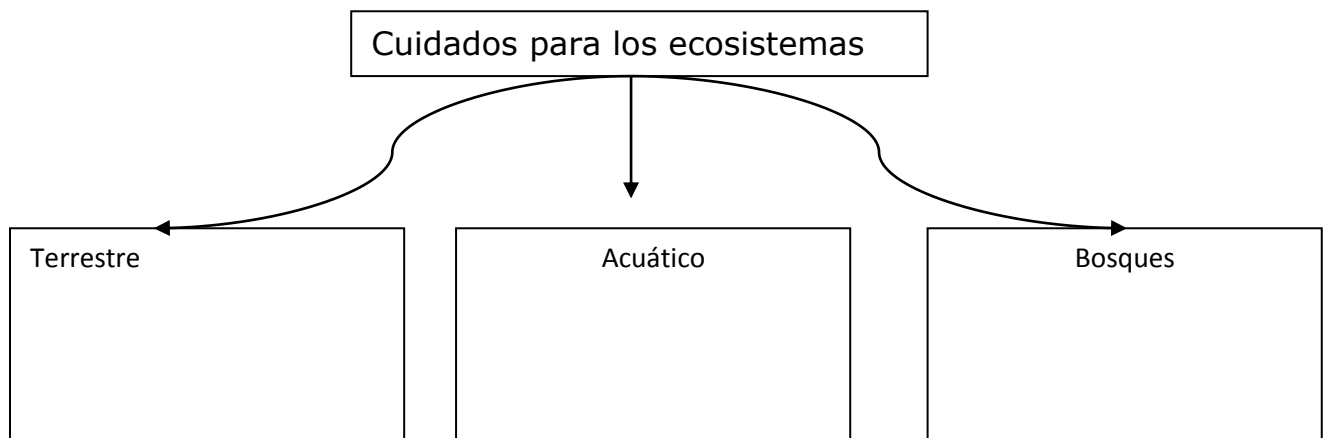 Cuidados para los ecosistemas
Terrestre
Acuático
Bosques